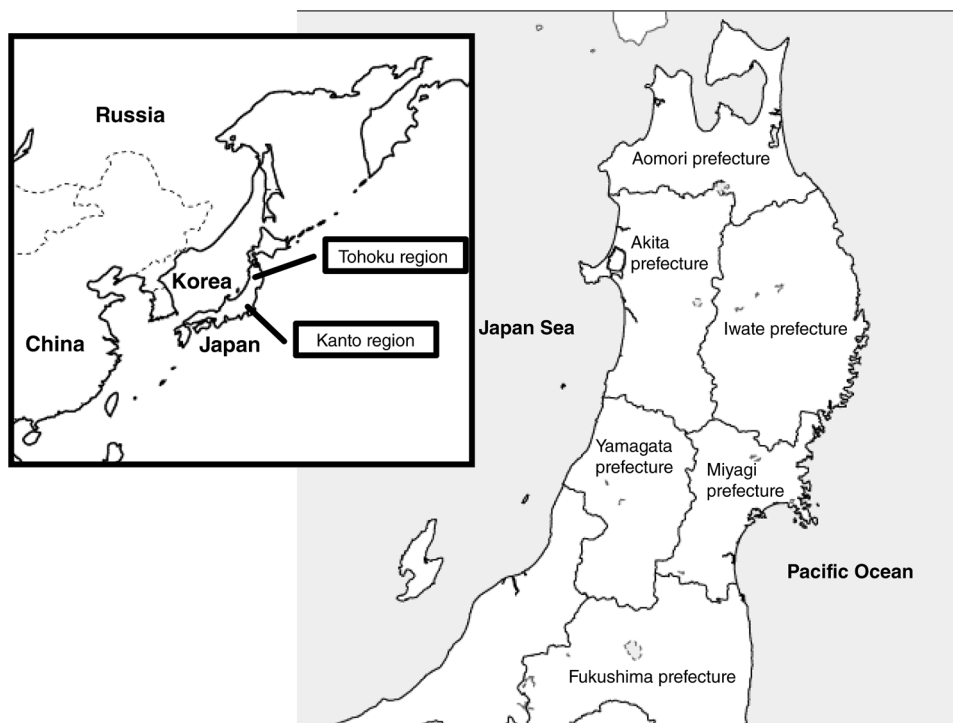 Russia
Tohoku region
Korea
China
Japan
Kanto region
Aomori prefecture
Akita
prefecture
Japan Sea
Iwate prefecture
Yamagata
prefecture
Miyagi
prefecture
Pacific Ocean
Fukushima prefecture